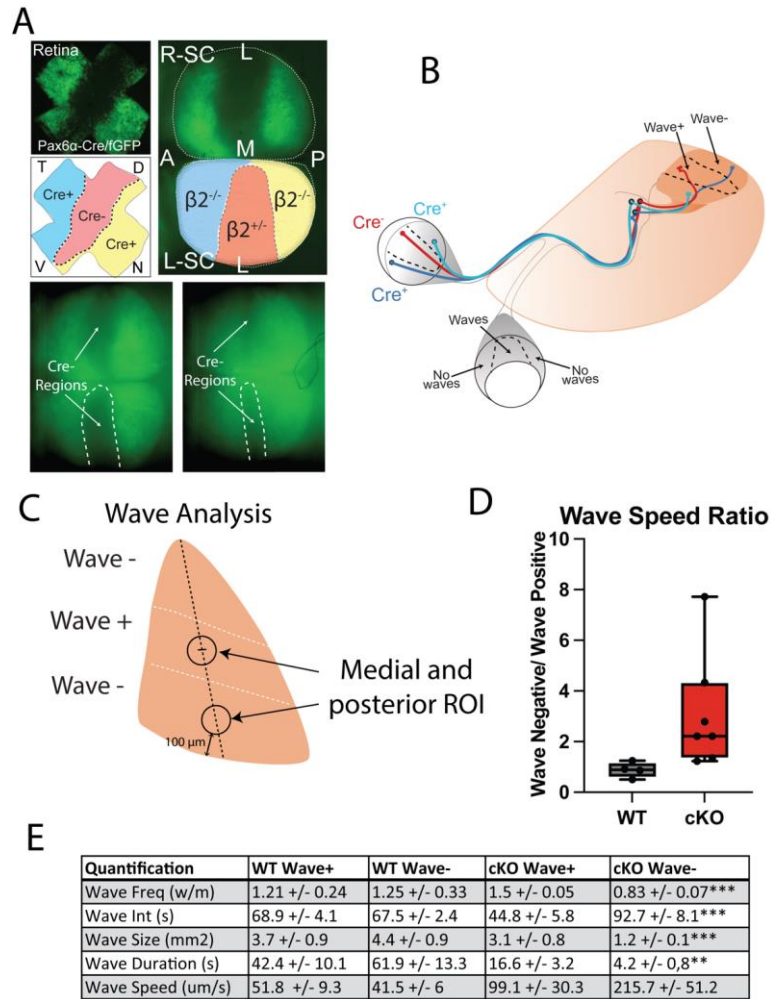 A
Retina
Pax6α-Cre/fGFP
R-SC
L
T
D
Cre+
Cre-
Cre+
V
N
A
M
P
β2-/-
β2+/-
β2-/-
L-SC
L
Cre-
Regions
Cre-
Regions
B
Wave+
Wave-
Cre-
Cre+
Cre+
Waves
No
waves
No
waves
C
Wave Analysis
Wave -
Wave +
Wave -
Medial and
posterior ROI
100 μm
D
Wave Speed Ratio
Wave Negative/ Wave Positive
10
8
6
4
2
0
WT
cKO
E
Quantification WT Wave+ WT Wave- cKO Wave+ cKO Wave-
Wave Freq (w/m) 1.21 +/- 0.24 1.25 +/- 0.33 1.5 +/- 0.05 0.83 +/- 0.07***
Wave Int (s) 68.9 +/- 4.1 67.5 +/- 2.4 44.8 +/- 5.8 92.7 +/- 8.1***
Wave Size (mm2) 3.7 +/- 0.9 4.4 +/- 0.9 3.1 +/- 0.8 1.2 +/- 0.1***
Wave Duration (s) 42.4 +/- 10.1 61.9 +/- 13.3 16.6 +/- 3.2 4.2 +/- 0,8**
Wave Speed (um/s) 51.8 +/- 9.3 41.5 +/- 6 99.1 +/- 30.3 215.7 +/- 51.2